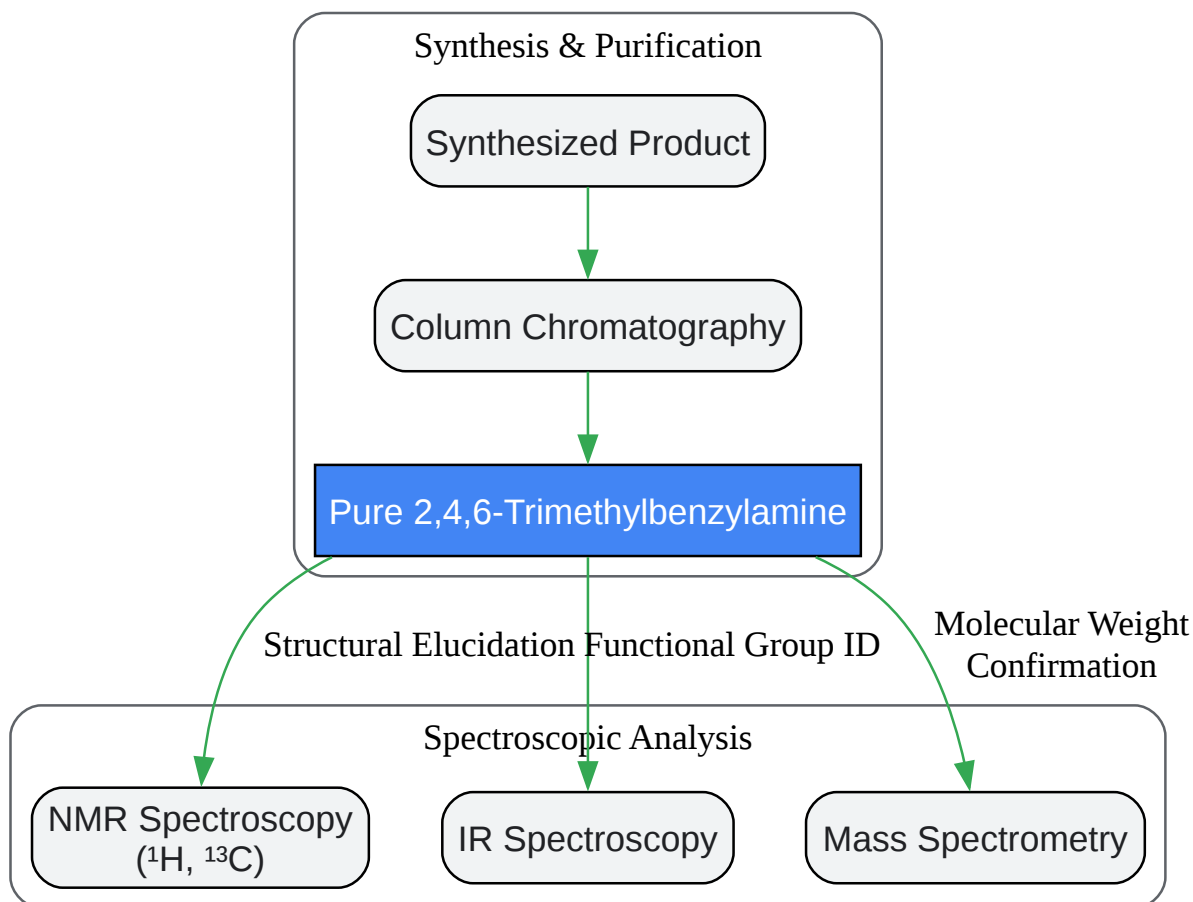 Synthesis & Purification
Synthesized Product
Column Chromatography
Pure 2,4,6-Trimethylbenzylamine
Structural Elucidation
Functional Group ID
Molecular Weight
Confirmation
Spectroscopic Analysis
NMR Spectroscopy
(¹H, ¹³C)
IR Spectroscopy
Mass Spectrometry